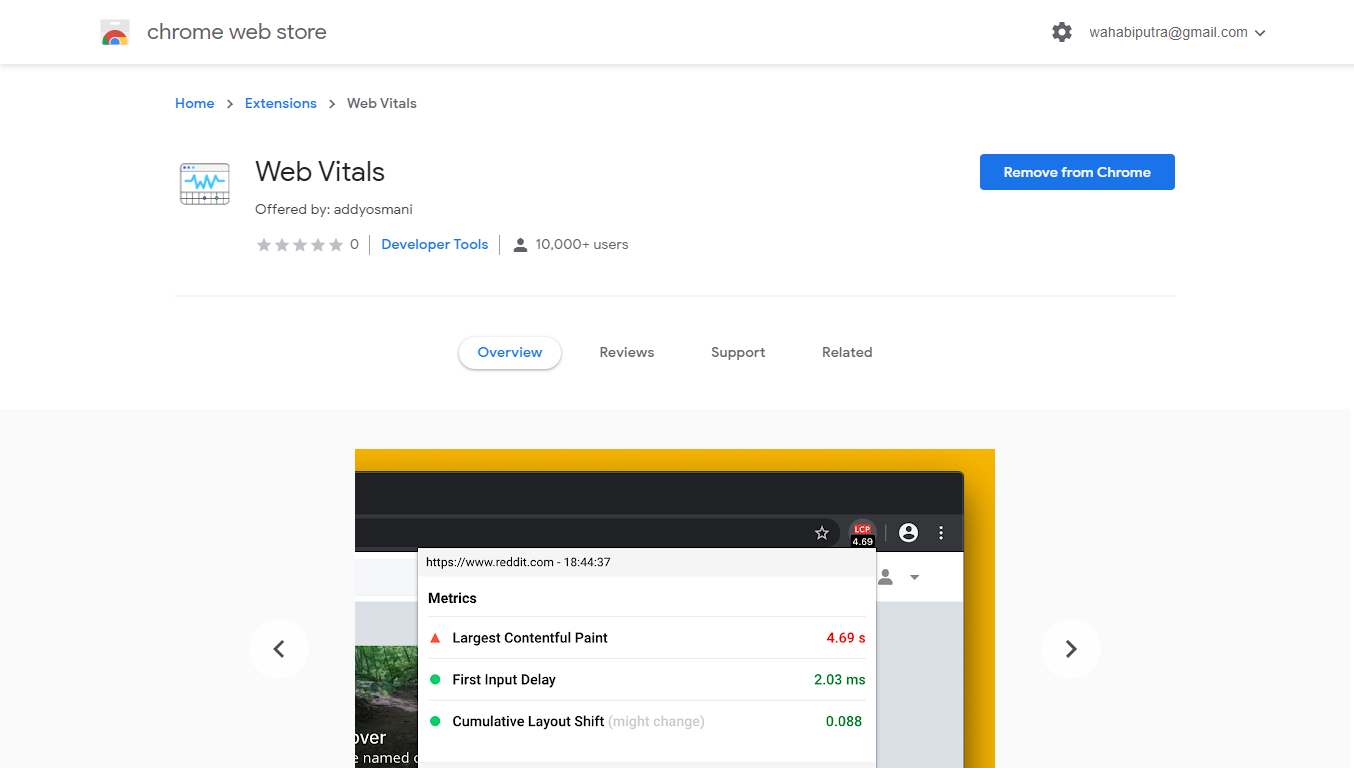 chrome web store
wahabiputra@gmail.com
Home > Extensions > Web Vitals
Web Vitals
Remove from Chrome
Offered by: addyosmani
0 Developer Tools 10,000+ users
Overview Reviews Support Related
LCP
4.69
https://www.reddit.com - 18:44:37
Metrics
Largest Contentful Paint 4.69 s
First Input Delay 2.03 ms
Cumulative Layout Shift (might change) 0.088
over
e named